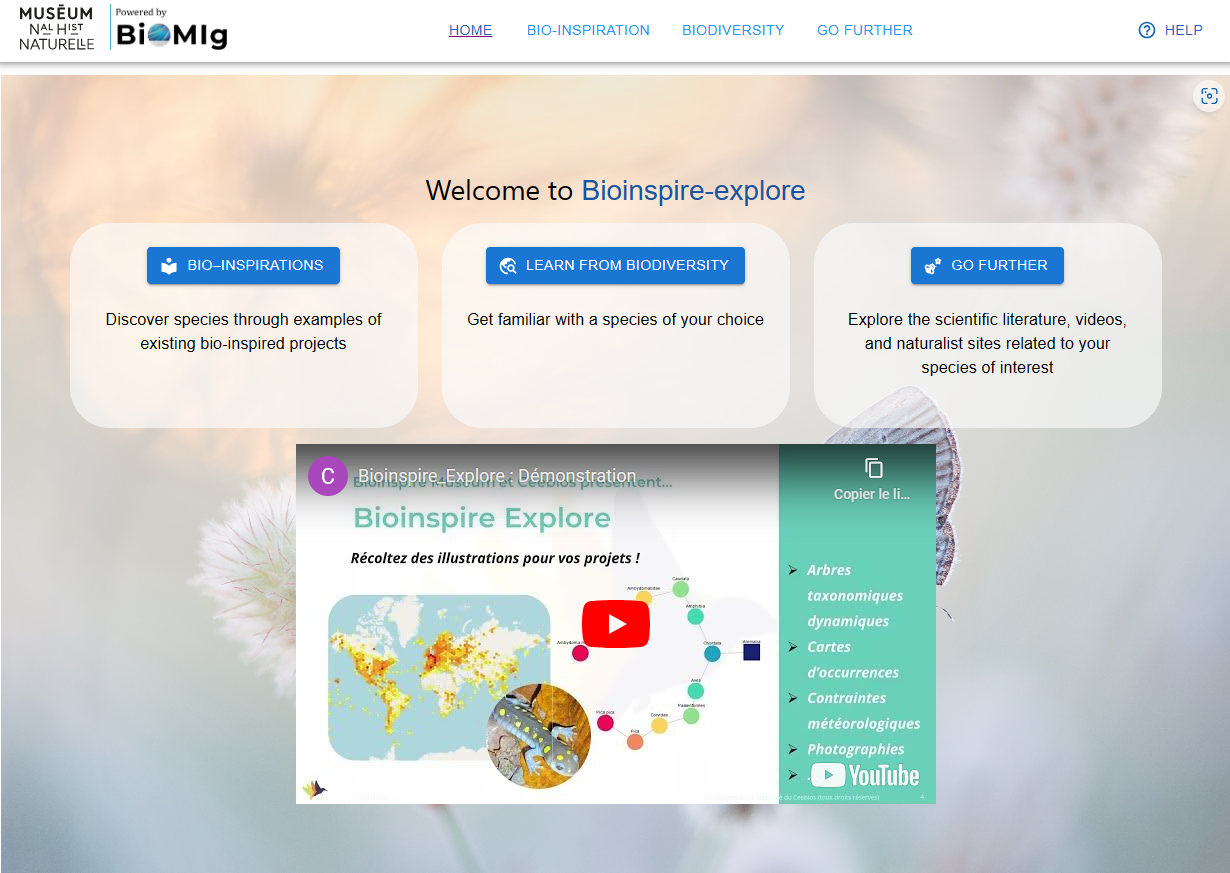 MUSĒUM
NAL HIST
NATURELLE
Powered by
BiOMIg
HOME
BIO-INSPIRATION
BIODIVERSITY
GO FURTHER
HELP
Welcome to Bioinspire-explore
BIO–INSPIRATIONS
Discover species through examples of
existing bio-inspired projects
LEARN FROM BIODIVERSITY
Get familiar with a species of your choice
GO FURTHER
Explore the scientific literature, videos,
and naturalist sites related to your
species of interest
C
Bioinspire_Explore : Démonstration
Bioinspire Muséum et Ceebios présentent...
Copier le li...
Bioinspire Explore
Récoltez des illustrations pour vos projets !
Ambystomatidae
Caudata
Amphibia
Chordata
Animalia
Aves
Passeriformes
Corvidae
Pica
Pica pica
Arbres
taxonomiques
dynamiques
Cartes
d'occurrences
Contraintes
météorologiques
Photographies
YouTube
du Ceebios (tous droits réservés)
4